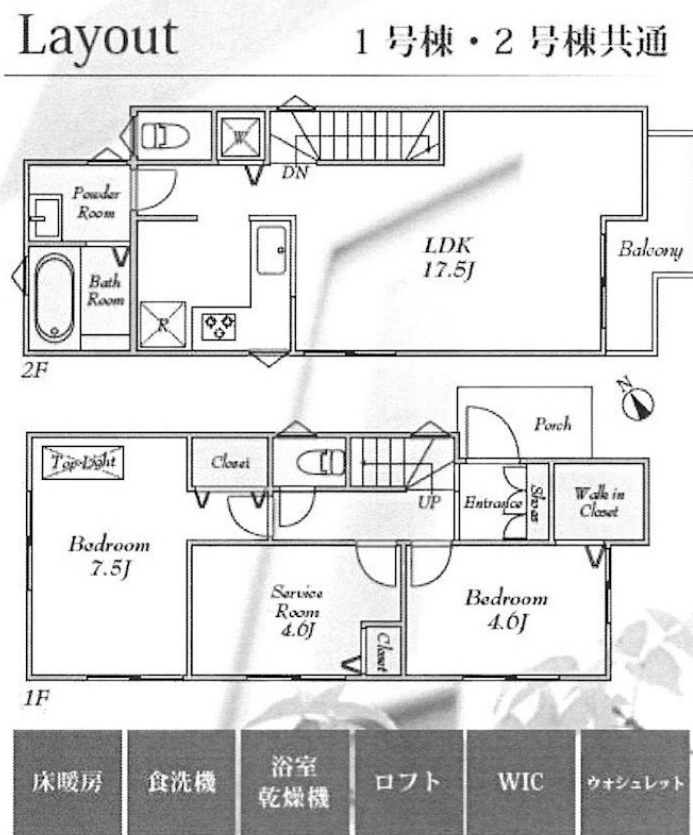 Layout
1 号棟・2 号棟共通
W
DN
Powder
Room
LDK
17.5J
Balcony
Bath
Room
R
2F
N
Porch
Top-Light
Closet
UP
Entrance
Shoes
Walk in
Closet
Bedroom
7.5J
Service
Room
4.6J
Closet
Bedroom
4.6J
1F
床暖房
食洗機
浴室
乾燥機
ロフト
WIC
ウォシュレット